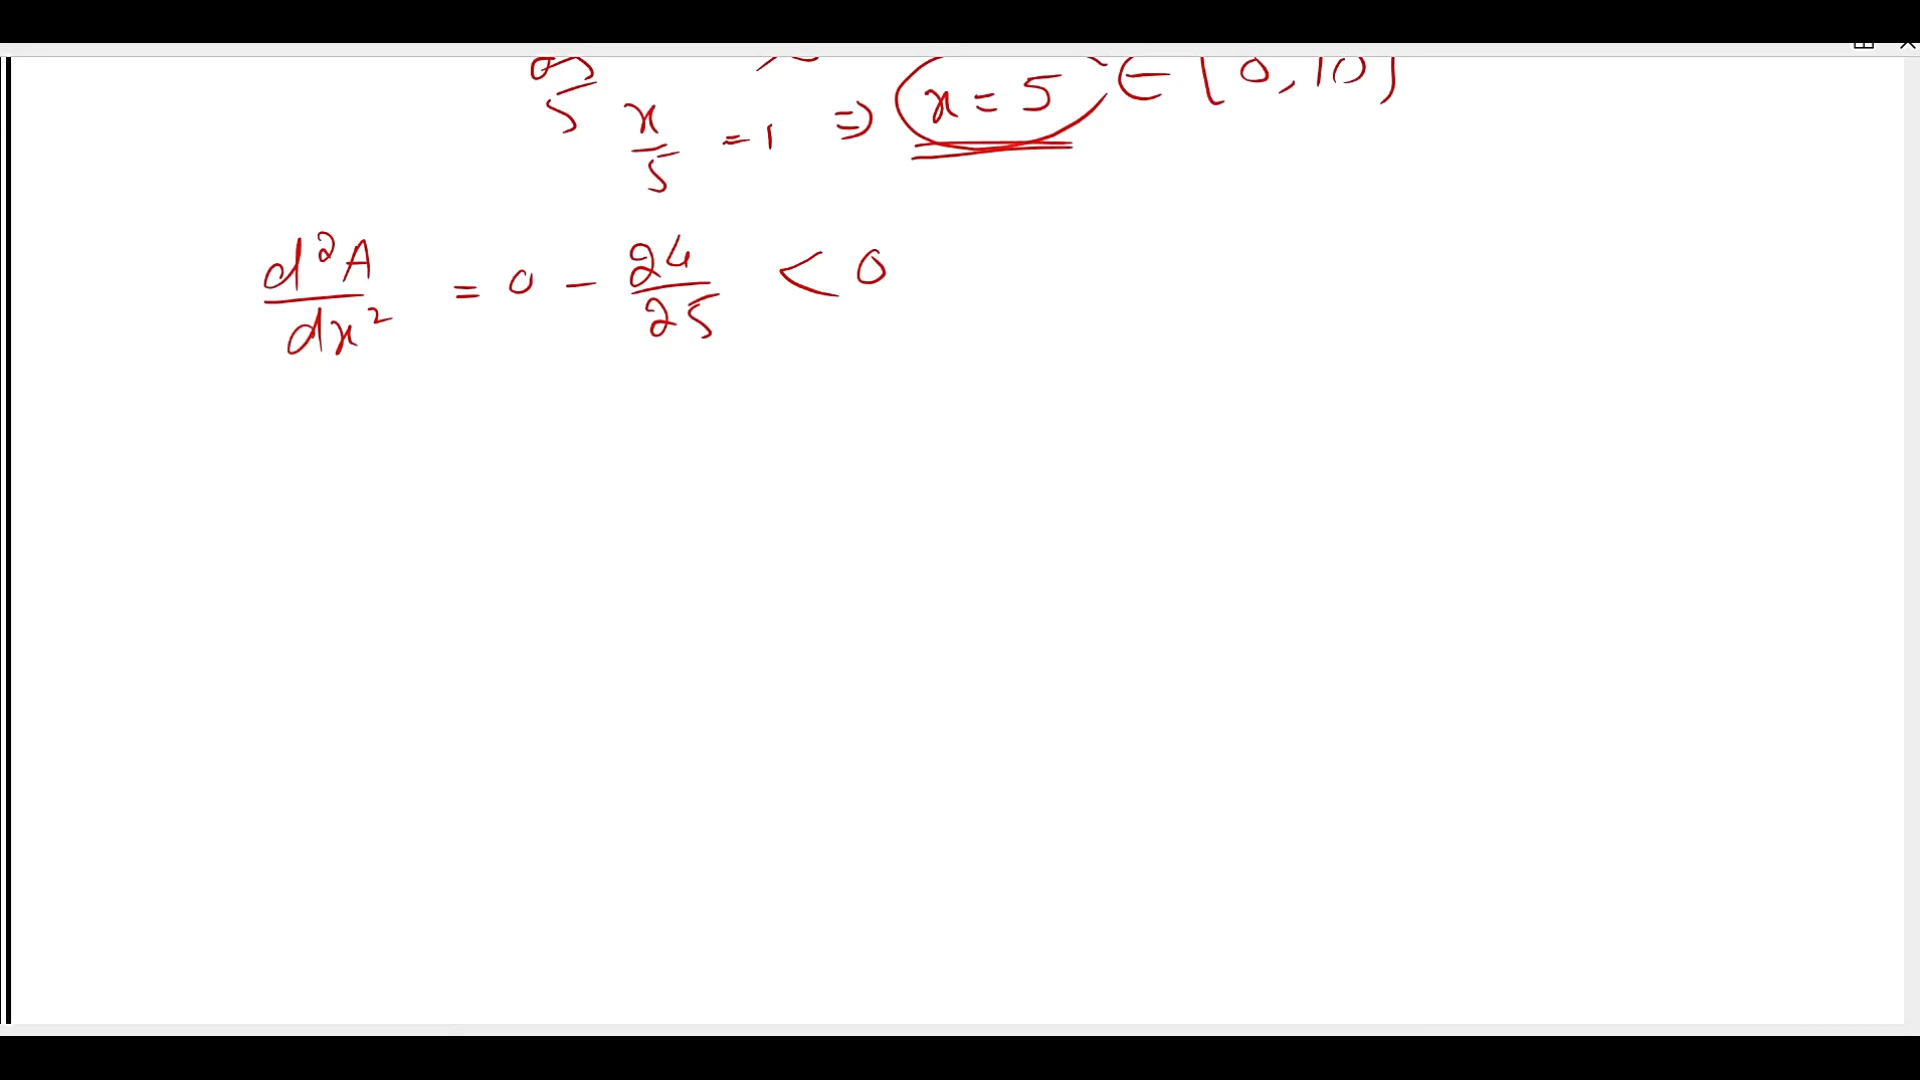 x/5 = 1 ⇒ x = 5 ∈ [0, 10]
d²A/dx² = 0 - 24/25 < 0